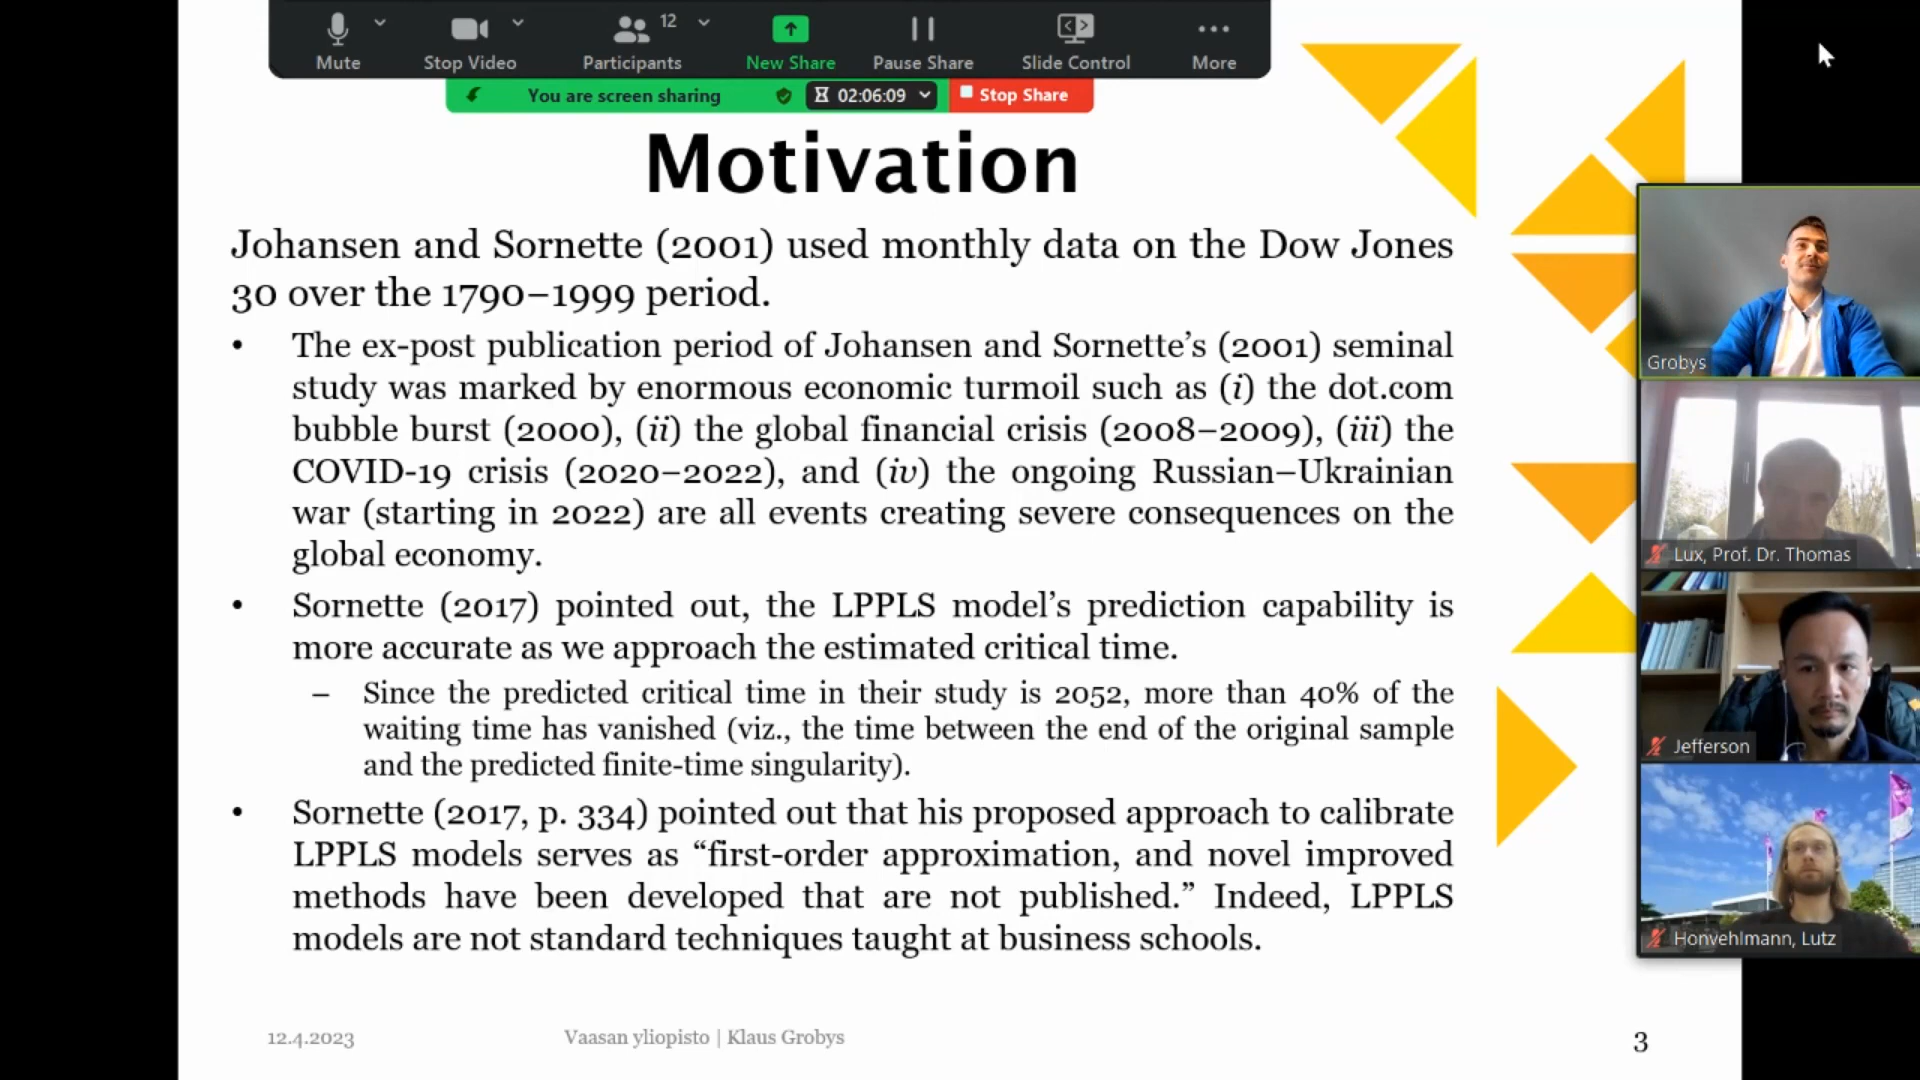 Mute
Stop Video
Participants
12
New Share
Pause Share
Slide Control
More
You are screen sharing
02:06:09
Stop Share
Motivation
Johansen and Sornette (2001) used monthly data on the Dow Jones
30 over the 1790–1999 period.
• The ex-post publication period of Johansen and Sornette’s (2001) seminal
study was marked by enormous economic turmoil such as (i) the dot.com
bubble burst (2000), (ii) the global financial crisis (2008–2009), (iii) the
COVID-19 crisis (2020–2022), and (iv) the ongoing Russian–Ukrainian
war (starting in 2022) are all events creating severe consequences on the
global economy.
• Sornette (2017) pointed out, the LPPLS model’s prediction capability is
more accurate as we approach the estimated critical time.
– Since the predicted critical time in their study is 2052, more than 40% of the
waiting time has vanished (viz., the time between the end of the original sample
and the predicted finite-time singularity).
• Sornette (2017, p. 334) pointed out that his proposed approach to calibrate
LPPLS models serves as “first-order approximation, and novel improved
methods have been developed that are not published.” Indeed, LPPLS
models are not standard techniques taught at business schools.
12.4.2023
Vaasan yliopisto | Klaus Grobys
3
Grobys
Lux, Prof. Dr. Thomas
Jefferson
Honvehlmann, Lutz